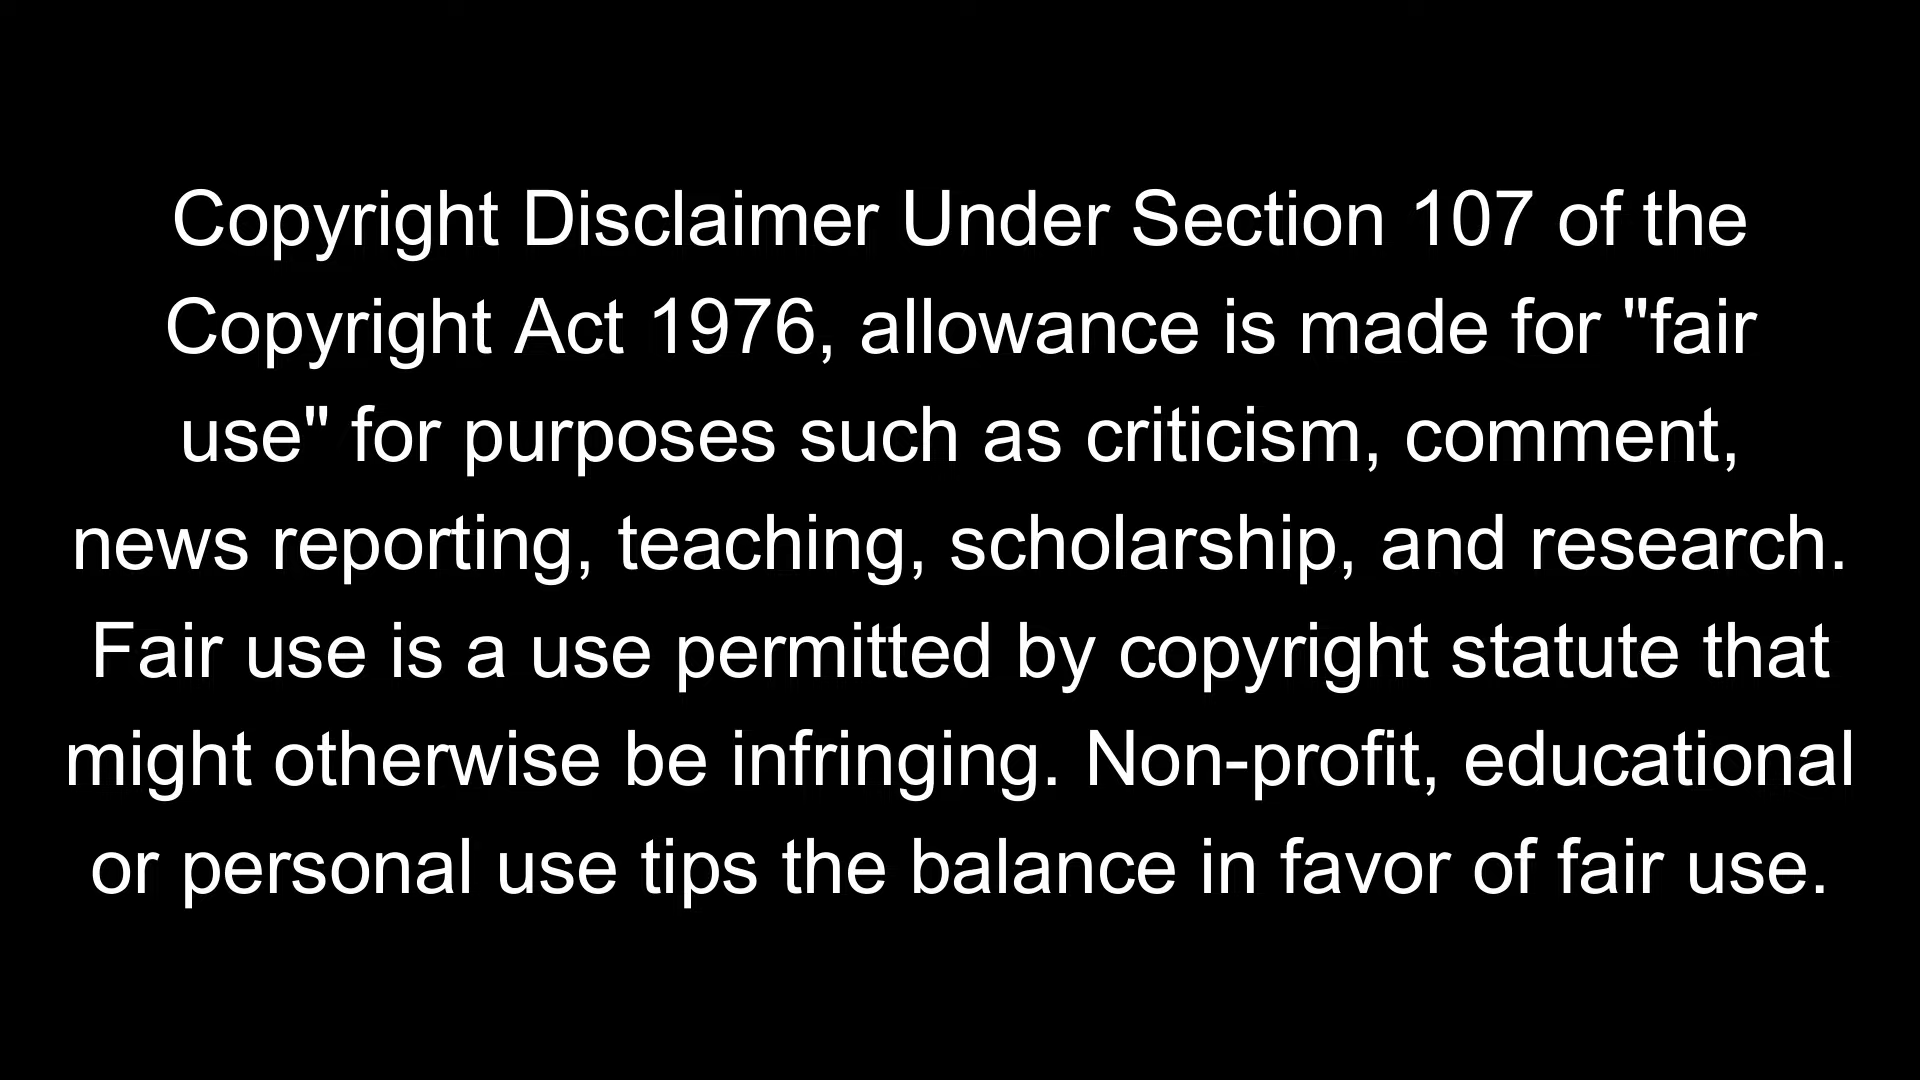 Copyright Disclaimer Under Section 107 of the
Copyright Act 1976, allowance is made for "fair
use" for purposes such as criticism, comment,
news reporting, teaching, scholarship, and research.
Fair use is a use permitted by copyright statute that
might otherwise be infringing. Non-profit, educational
or personal use tips the balance in favor of fair use.